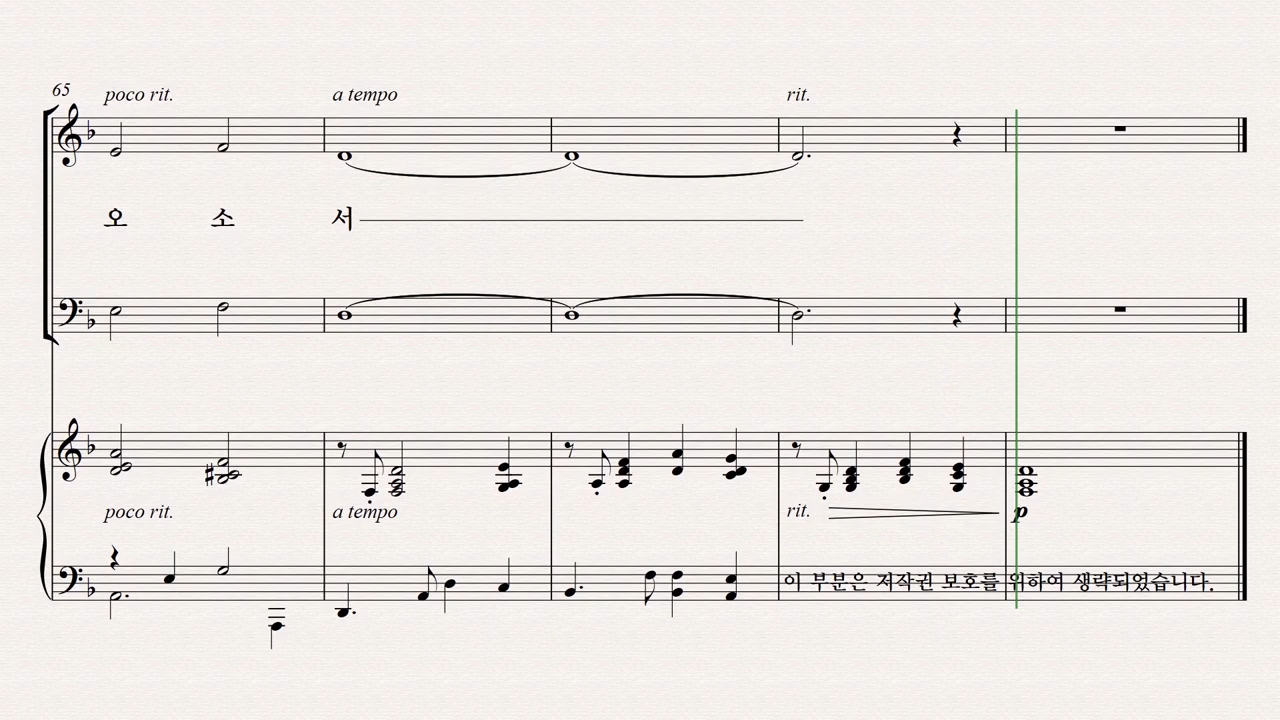 65
poco rit.
a tempo
rit.
오 소 서
poco rit.
a tempo
rit.
p
이 부분은 저작권 보호를 위하여 생략되었습니다.